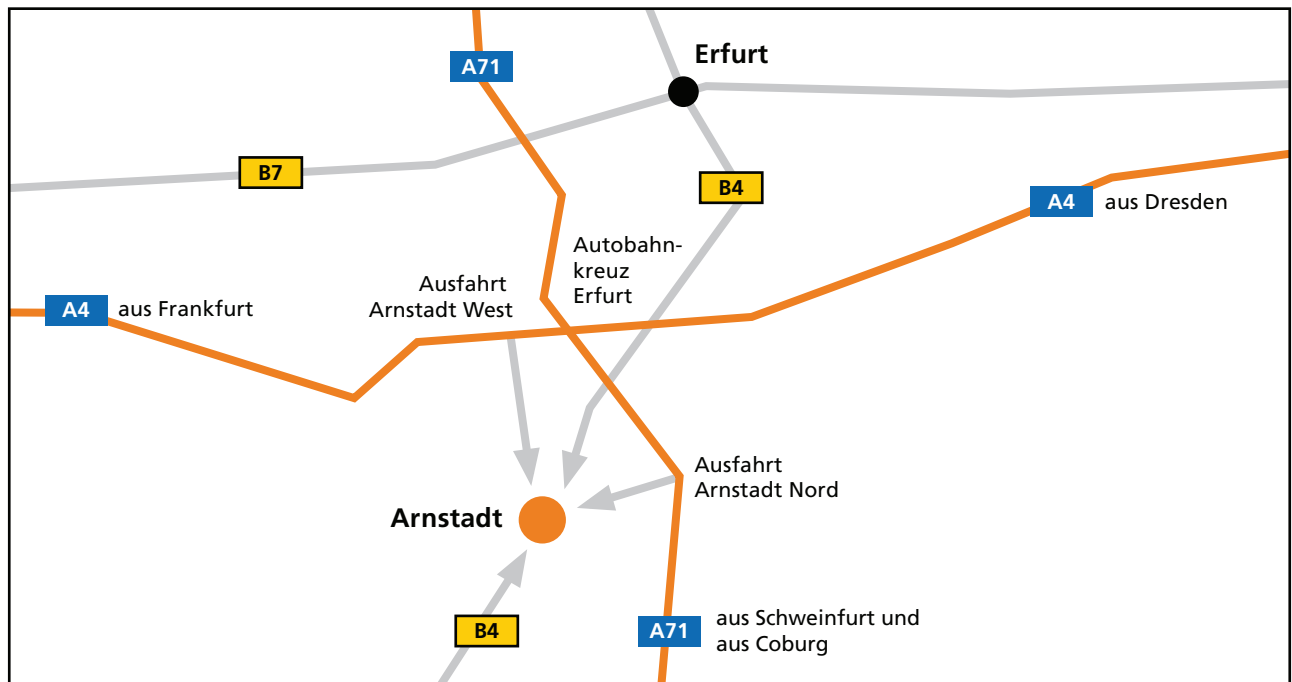 Erfurt
A71
B7
B4
A4
aus Dresden
Autobahn-
kreuz
Erfurt
Ausfahrt
Arnstadt West
A4
aus Frankfurt
Ausfahrt
Arnstadt Nord
Arnstadt
B4
A71
aus Schweinfurt und
aus Coburg